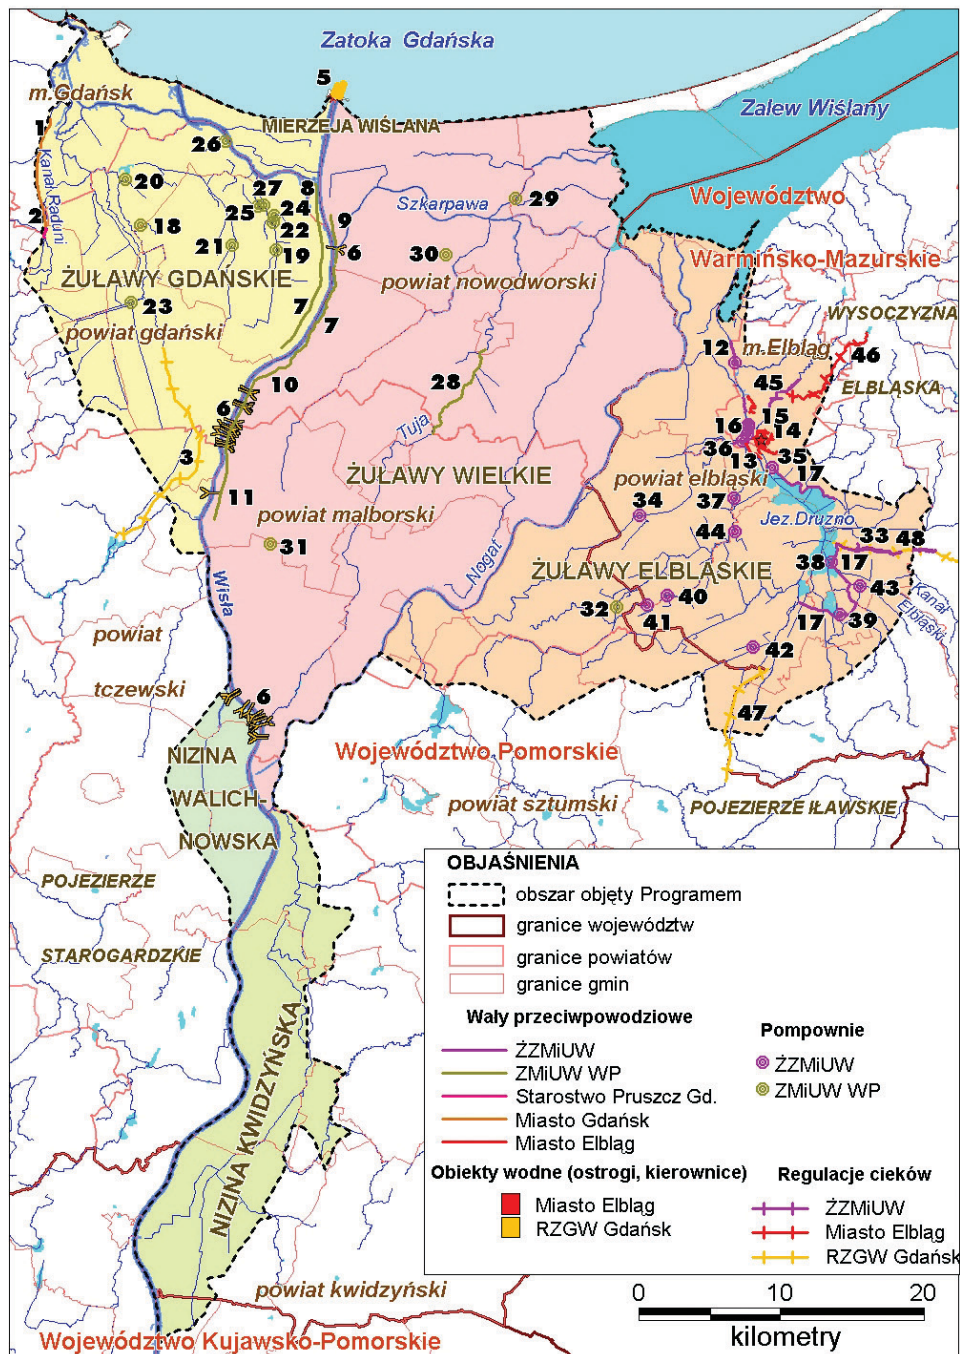 Zatoka Gdańska
5
m.Gdańsk
Zalew Wiślany
MIERZEJA WIŚLANA
1
26
Kanał Raduni
20
27
8
Województwo
29
25
24
Szkarpawa
2
18
22
9
21
19
6
30
Warmińsko-Mazurskie
ŻUŁAWY GDAŃSKIE
powiat nowodworski
23
7
WYSOCZYZNA
powiat gdański
7
12
m.Elbląg
46
10
28
45
ELBLĄSKA
6
15
Tuja
16
14
36
13
3
35
ŻUŁAWY WIELKIE
powiat elbląski
17
11
34
37
powiat malborski
Jez.Druzno
44
33
48
31
Nogat
38
17
ŻUŁAWY ELBLĄSKIE
43
Wisła
40
32
41
17
39
Kanał Elbląski
powiat
42
tczewski
6
47
NIZINA
Województwo Pomorskie
WALICH-
powiat sztumski
POJEZIERZE IŁAWSKIE
NOWSKA
POJEZIERZE
STAROGARDZKIE
NIZINA KWIDZYŃSKA
OBJAŚNIENIA
obszar objęty Programem
granice województw
granice powiatów
granice gmin
Wały przeciwpowodziowe
ŻZMiUW
ZMiUW WP
Starostwo Pruszcz Gd.
Miasto Gdańsk
Miasto Elbląg
Pompownie
ŻZMiUW
ZMiUW WP
Obiekty wodne (ostrogi, kierownice)
Miasto Elbląg
RZGW Gdańsk
Regulacje cieków
ŻZMiUW
Miasto Elbląg
RZGW Gdańsk
powiat kwidzyński
0 10 20
kilometry
Województwo Kujawsko-Pomorskie